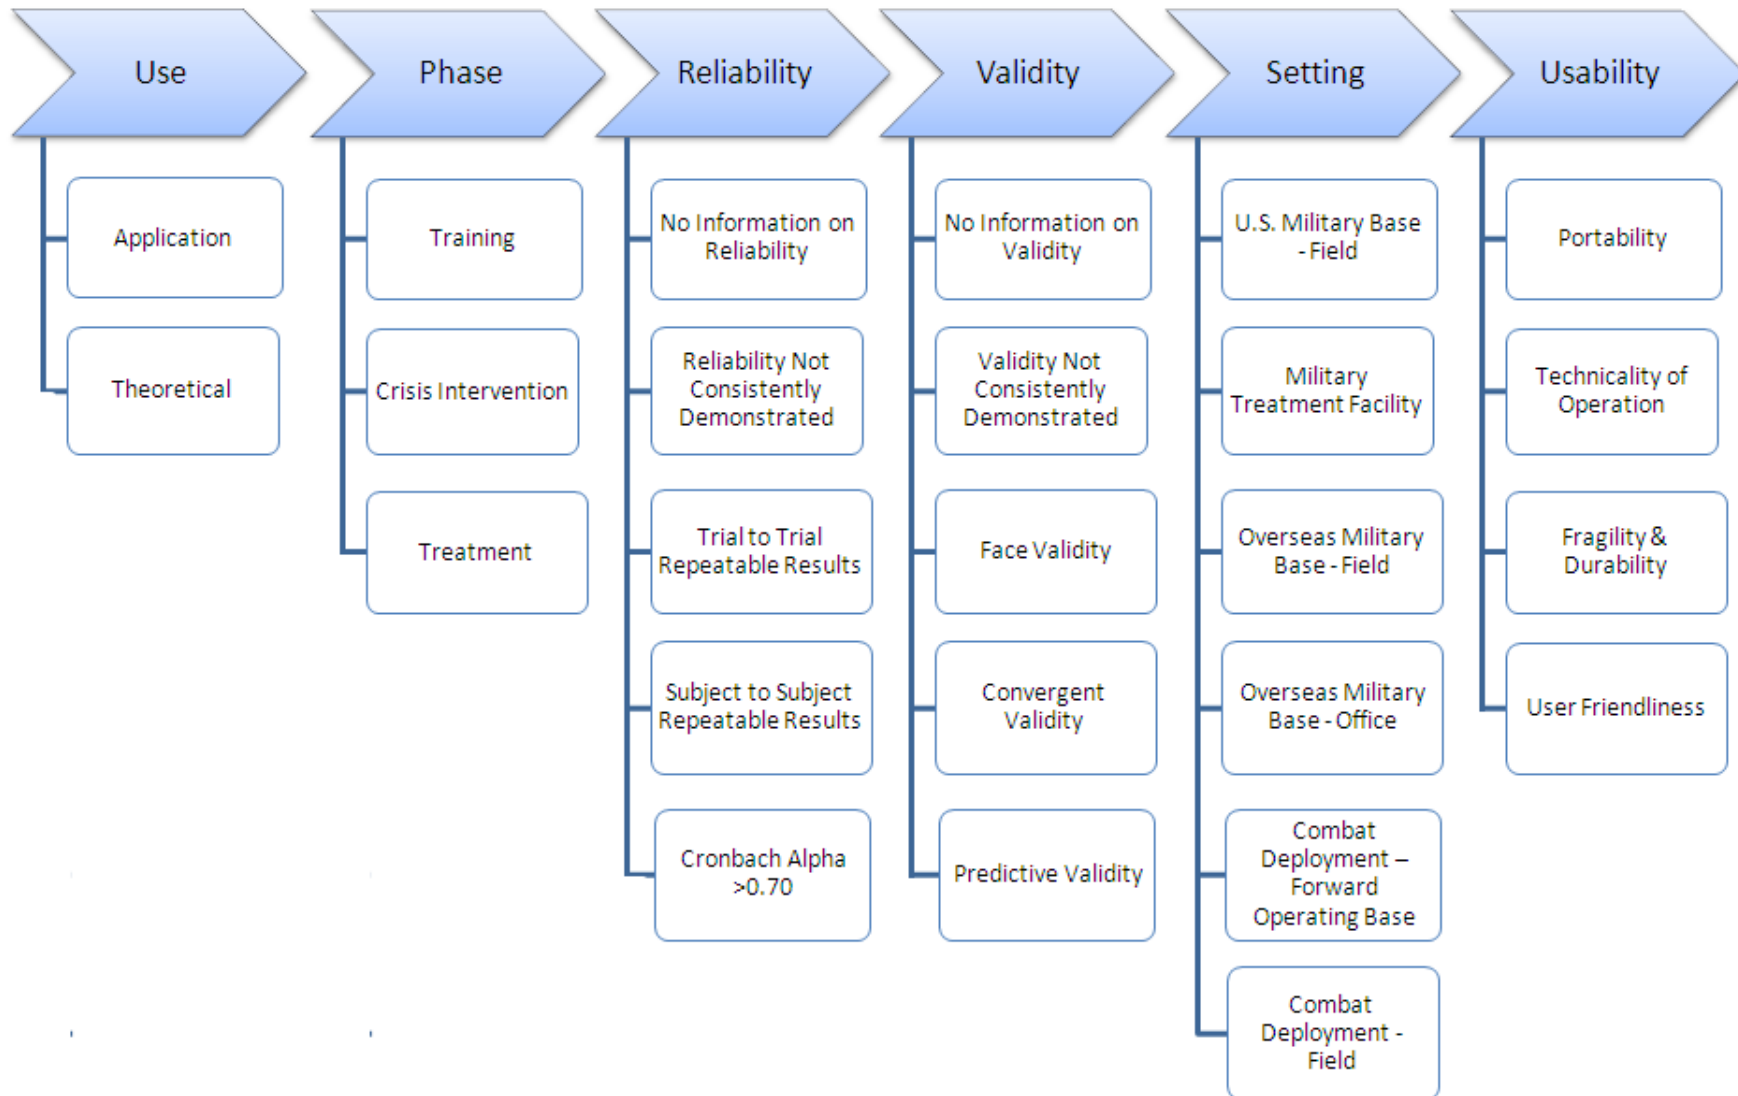 Use
Phase
Reliability
Validity
Setting
Usability
Application
Theoretical
Training
Crisis Intervention
Treatment
No Information on
Reliability
Reliability Not
Consistently
Demonstrated
Trial to Trial
Repeatable Results
Subject to Subject
Repeatable Results
Cronbach Alpha
>0.70
No Information on
Validity
Validity Not
Consistently
Demonstrated
Face Validity
Convergent
Validity
Predictive Validity
U.S. Military Base
- Field
Military
Treatment Facility
Overseas Military
Base - Field
Overseas Military
Base - Office
Combat
Deployment –
Forward
Operating Base
Combat
Deployment -
Field
Portability
Technicality of
Operation
Fragility &
Durability
User Friendliness